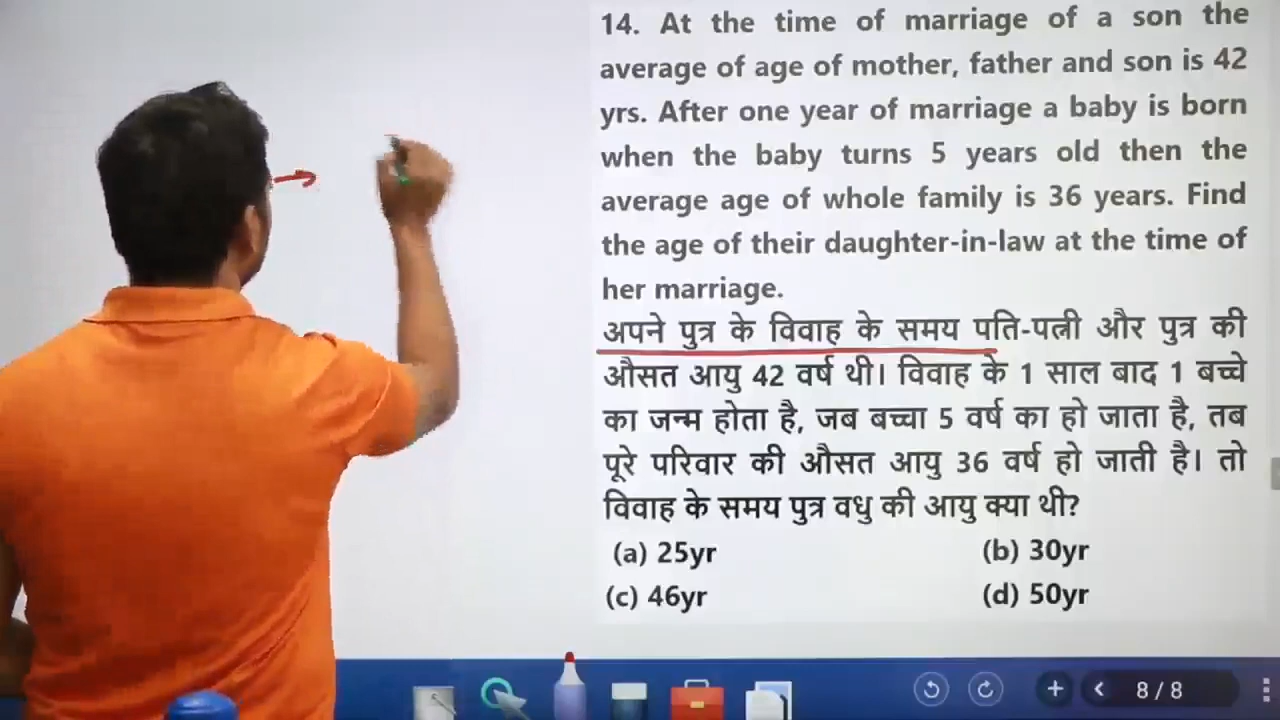 14. At the time of marriage of a son the
average of age of mother, father and son is 42
yrs. After one year of marriage a baby is born
when the baby turns 5 years old then the
average age of whole family is 36 years. Find
the age of their daughter-in-law at the time of
her marriage.
अपने पुत्र के विवाह के समय पति-पत्नी और पुत्र की
औसत आयु 42 वर्ष थी। विवाह के 1 साल बाद 1 बच्चे
का जन्म होता है, जब बच्चा 5 वर्ष का हो जाता है, तब
पूरे परिवार की औसत आयु 36 वर्ष हो जाती है। तो
विवाह के समय पुत्र वधु की आयु क्या थी?
(a) 25yr (b) 30yr
(c) 46yr (d) 50yr
8 / 8